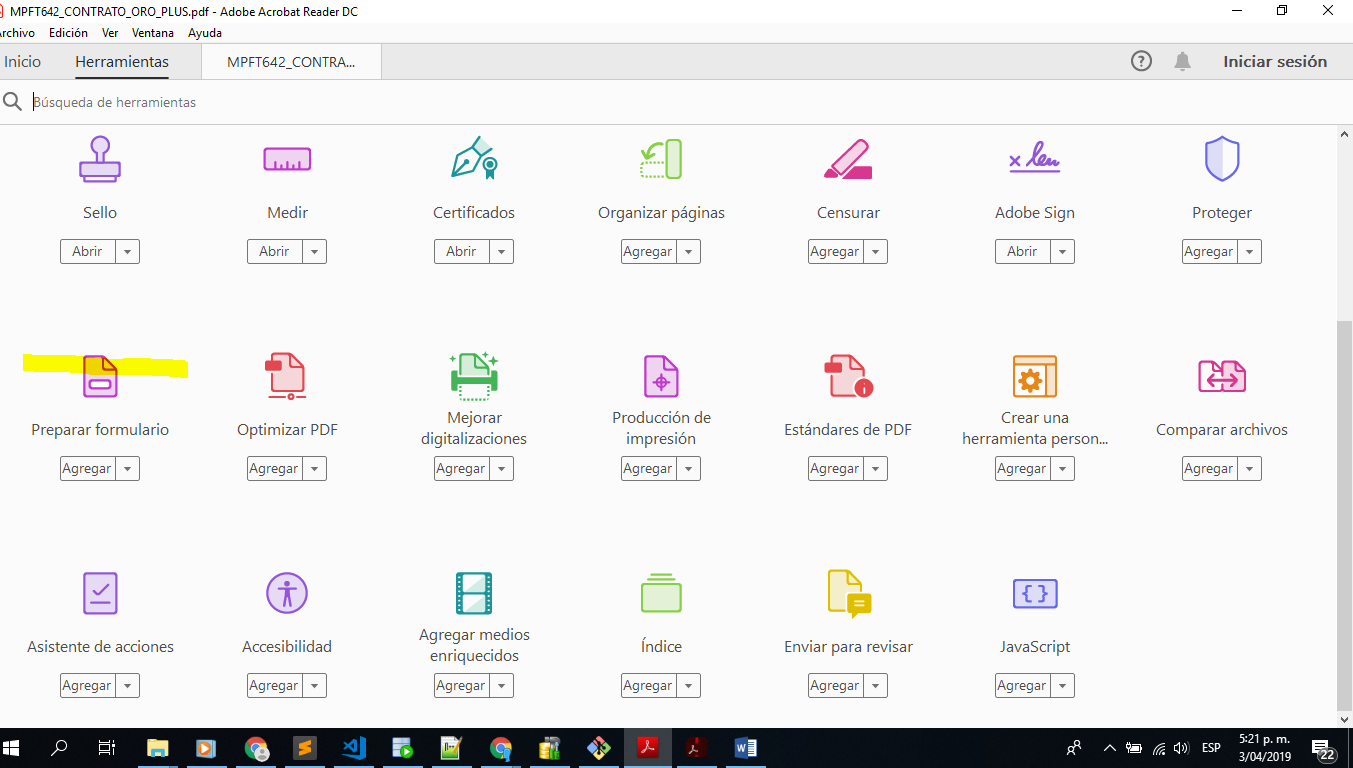 MPFT642_CONTRATO_ORO_PLUS.pdf - Adobe Acrobat Reader DC
rchivo Edición Ver Ventana Ayuda
Inicio Herramientas MPFT642_CONTRA... ? Iniciar sesión
Búsqueda de herramientas
Sello Medir Certificados Organizar páginas Censurar Adobe Sign Proteger
Abrir Abrir Abrir Agregar Agregar Abrir Agregar
Preparar formulario Optimizar PDF Mejorar digitalizaciones Producción de impresión Estándares de PDF Crear una herramienta person... Comparar archivos
Agregar Agregar Agregar Agregar Agregar Agregar Agregar
Asistente de acciones Accesibilidad Agregar medios enriquecidos Índice Enviar para revisar JavaScript
Agregar Agregar Agregar Agregar Agregar Agregar
ESP 5:21 p. m.
3/04/2019 22